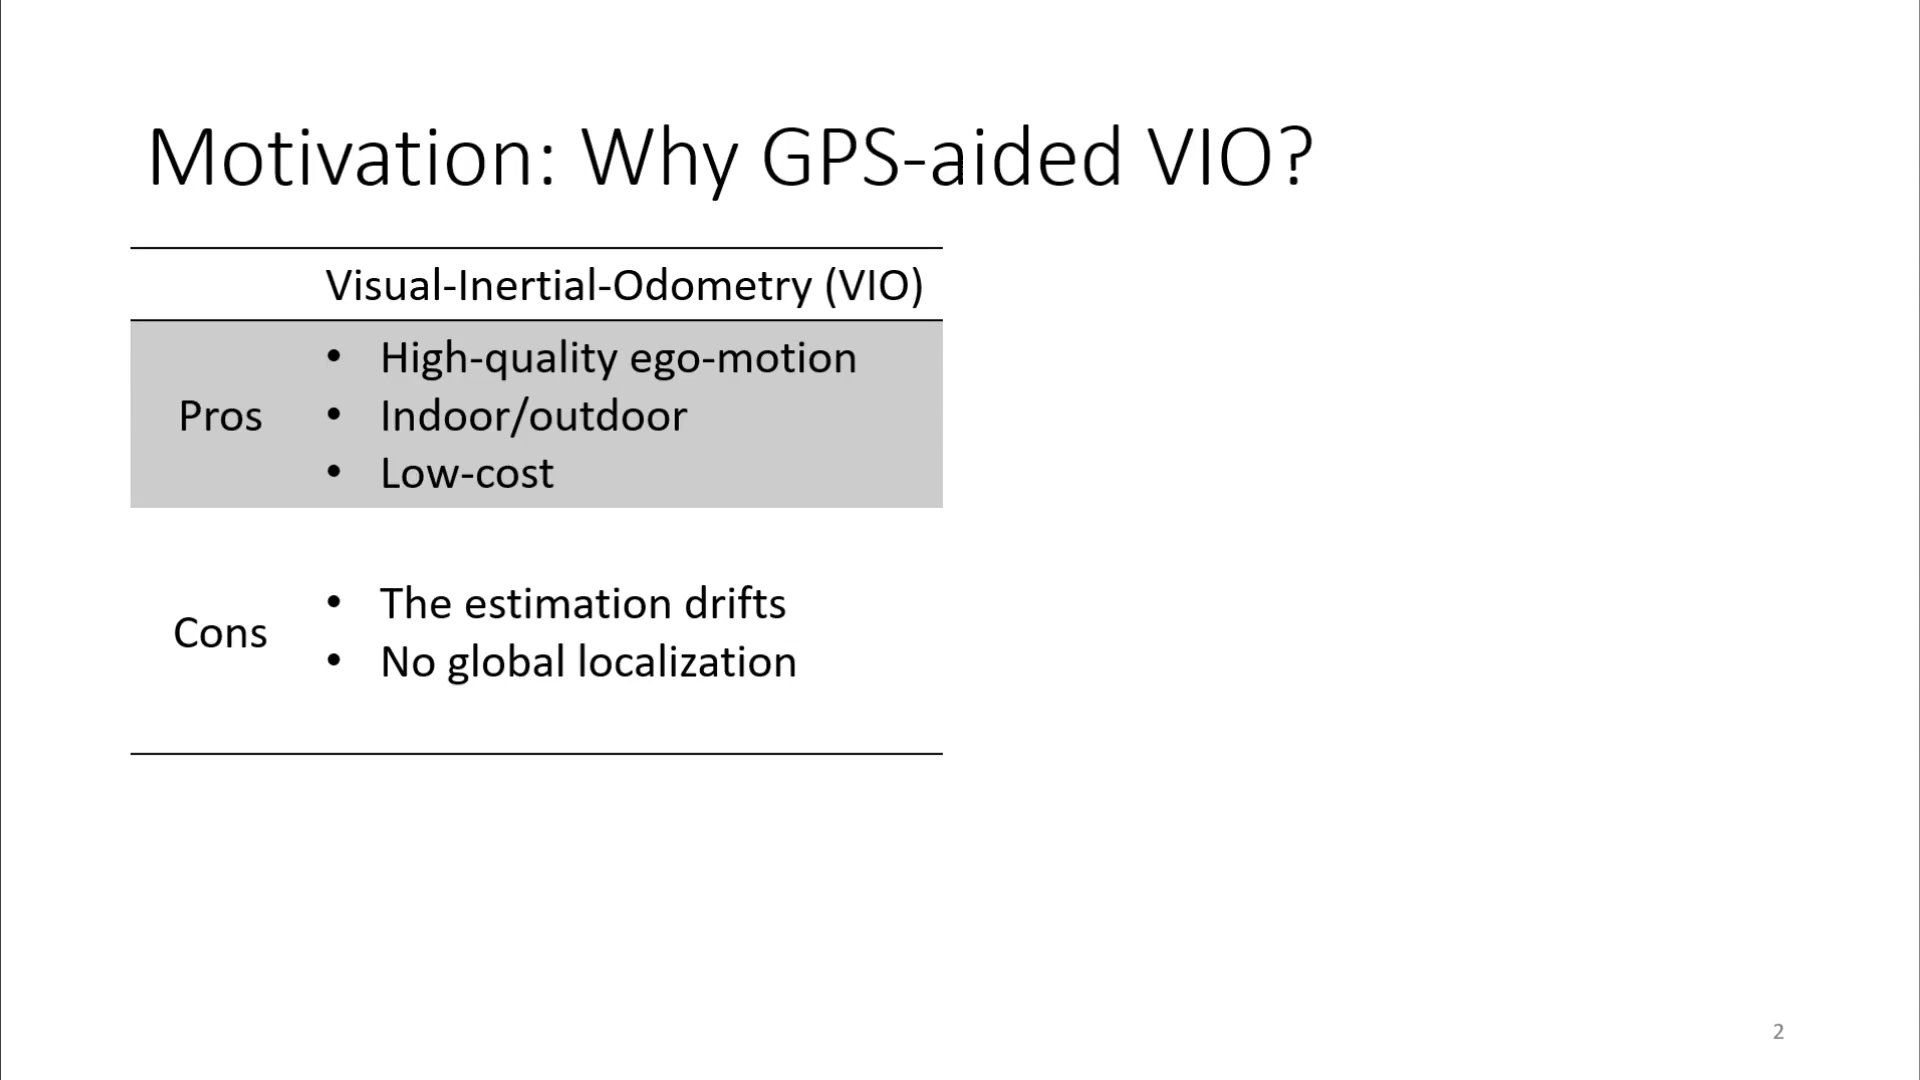 Motivation: Why GPS-aided VIO?
Visual-Inertial-Odometry (VIO)
Pros
• High-quality ego-motion
• Indoor/outdoor
• Low-cost
Cons
• The estimation drifts
• No global localization
2